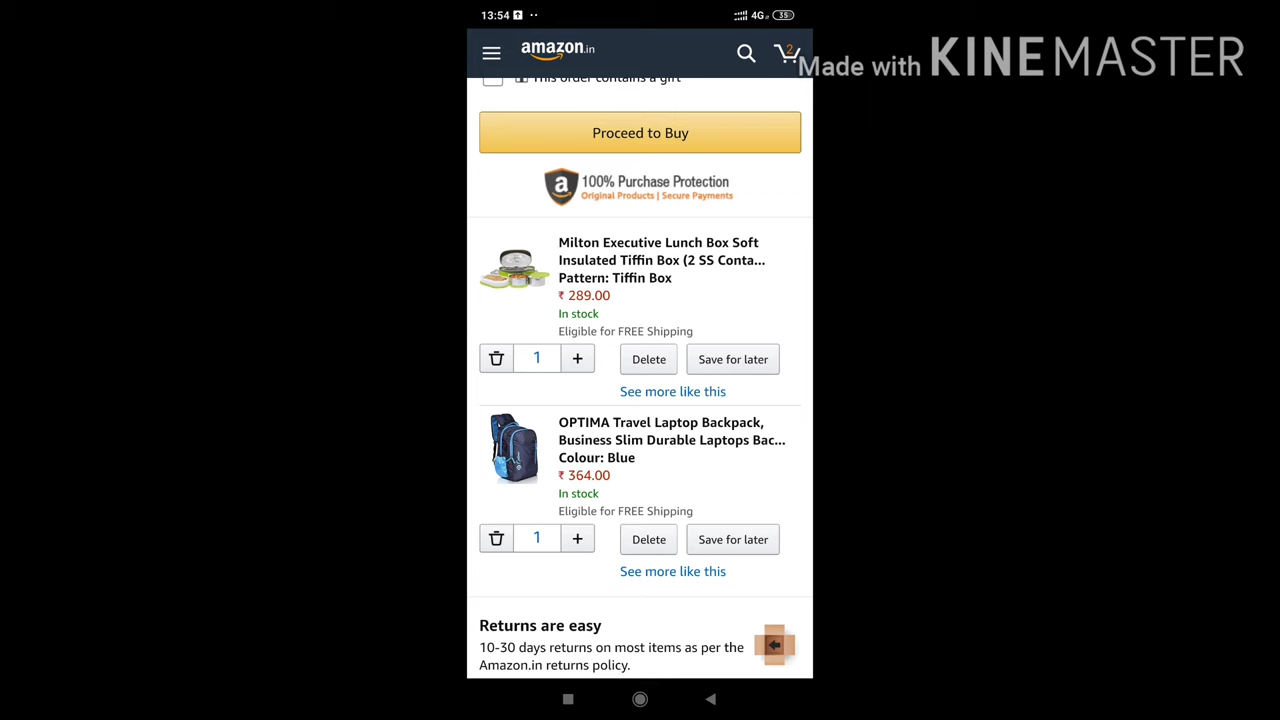 13:54
4G
35
amazon.in
2
Made with KINEMASTER
This order contains a gift
Proceed to Buy
a
100% Purchase Protection
Original Products | Secure Payments
Milton Executive Lunch Box Soft
Insulated Tiffin Box (2 SS Conta...
Pattern: Tiffin Box
₹ 289.00
In stock
Eligible for FREE Shipping
1
Delete
Save for later
See more like this
OPTIMA Travel Laptop Backpack,
Business Slim Durable Laptops Bac...
Colour: Blue
₹ 364.00
In stock
Eligible for FREE Shipping
1
Delete
Save for later
See more like this
Returns are easy
10-30 days returns on most items as per the
Amazon.in returns policy.